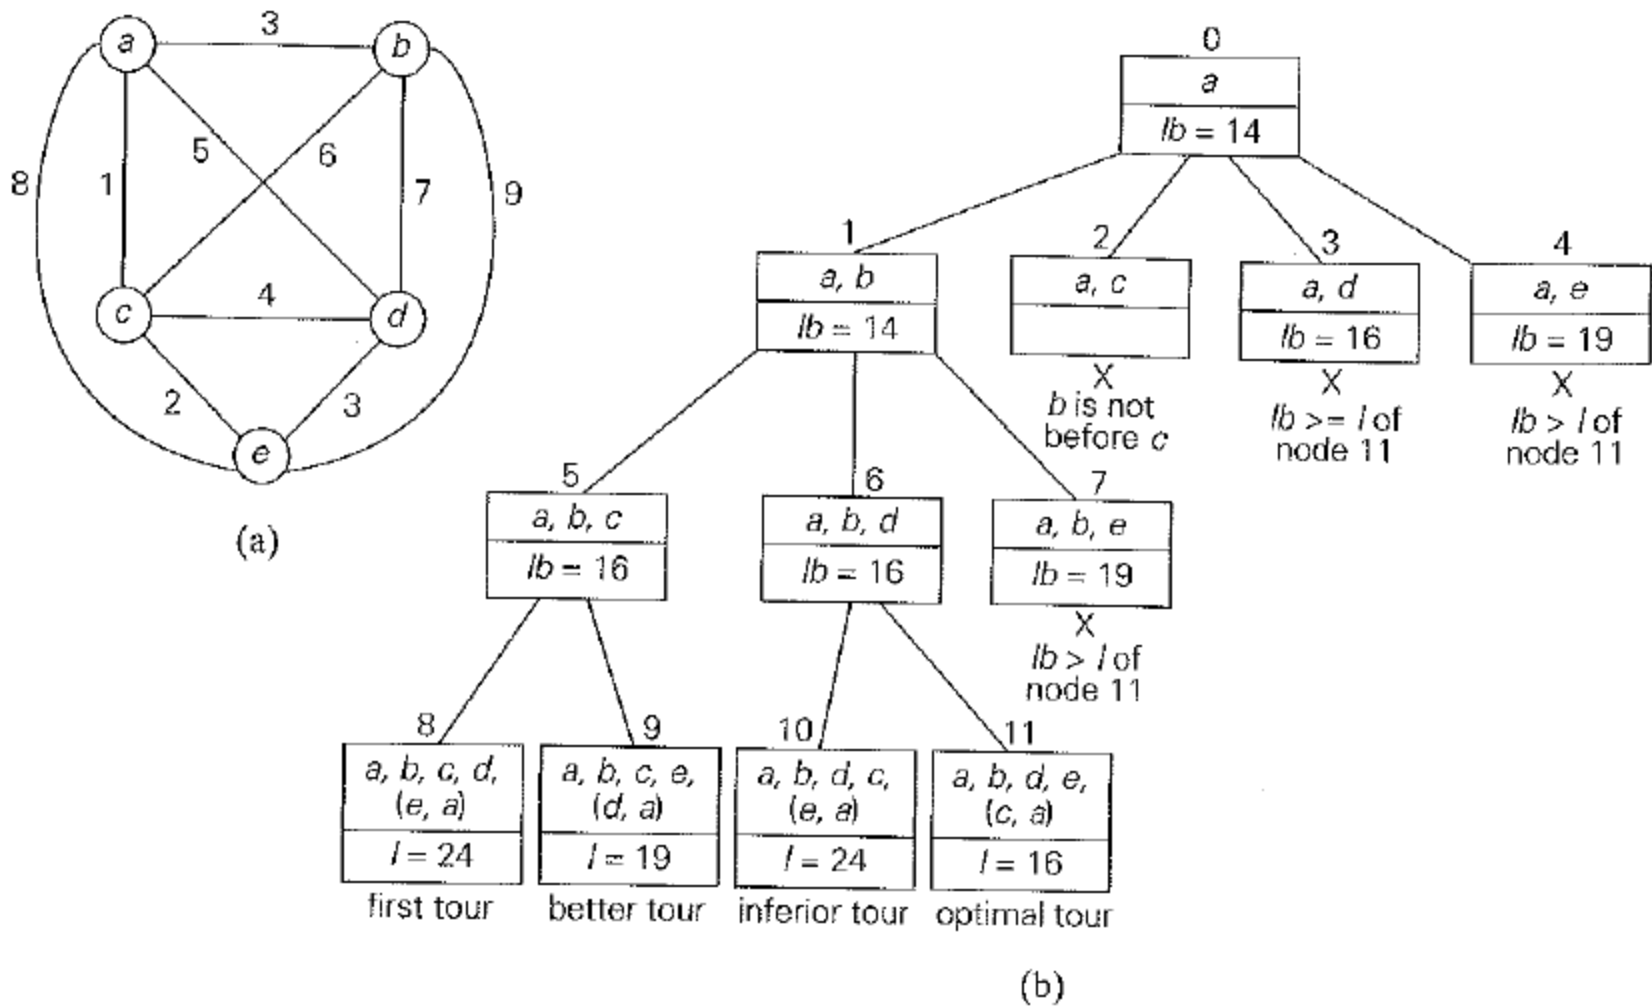 a
3
b
8
1
5
6
7
9
c
4
d
2
3
e
(a)
0
a
lb = 14
1
a, b
lb = 14
2
a, c
X
b is not
before c
3
a, d
lb = 16
X
lb >= l of
node 11
4
a, e
lb = 19
X
lb > l of
node 11
5
a, b, c
lb = 16
6
a, b, d
lb = 16
7
a, b, e
lb = 19
X
lb > l of
node 11
8
a, b, c, d,
(e, a)
l = 24
first tour
9
a, b, c, e,
(d, a)
l = 19
better tour
10
a, b, d, c,
(e, a)
l = 24
inferior tour
11
a, b, d, e,
(c, a)
l = 16
optimal tour
(b)